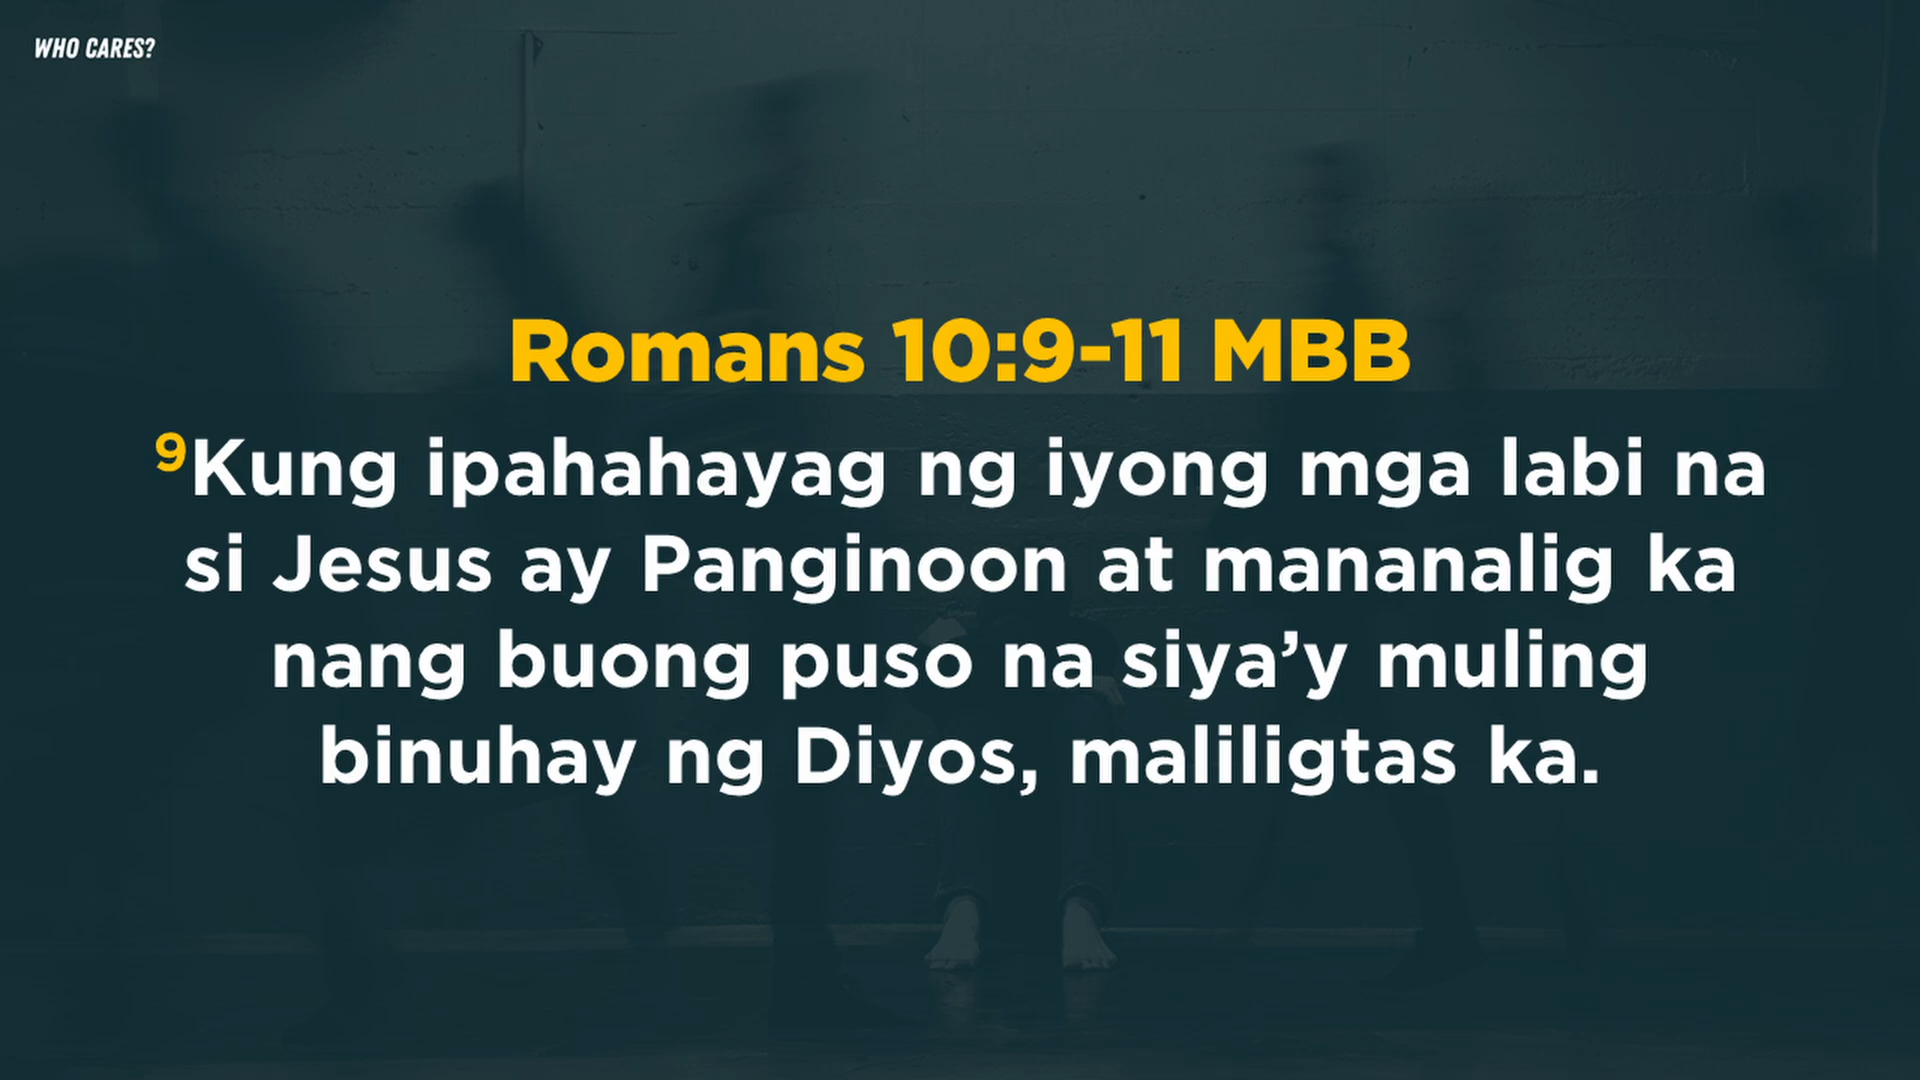 WHO CARES?
Romans 10:9-11 MBB
9Kung ipahahayag ng iyong mga labi na
si Jesus ay Panginoon at mananalig ka
nang buong puso na siya’y muling
binuhay ng Diyos, maliligtas ka.